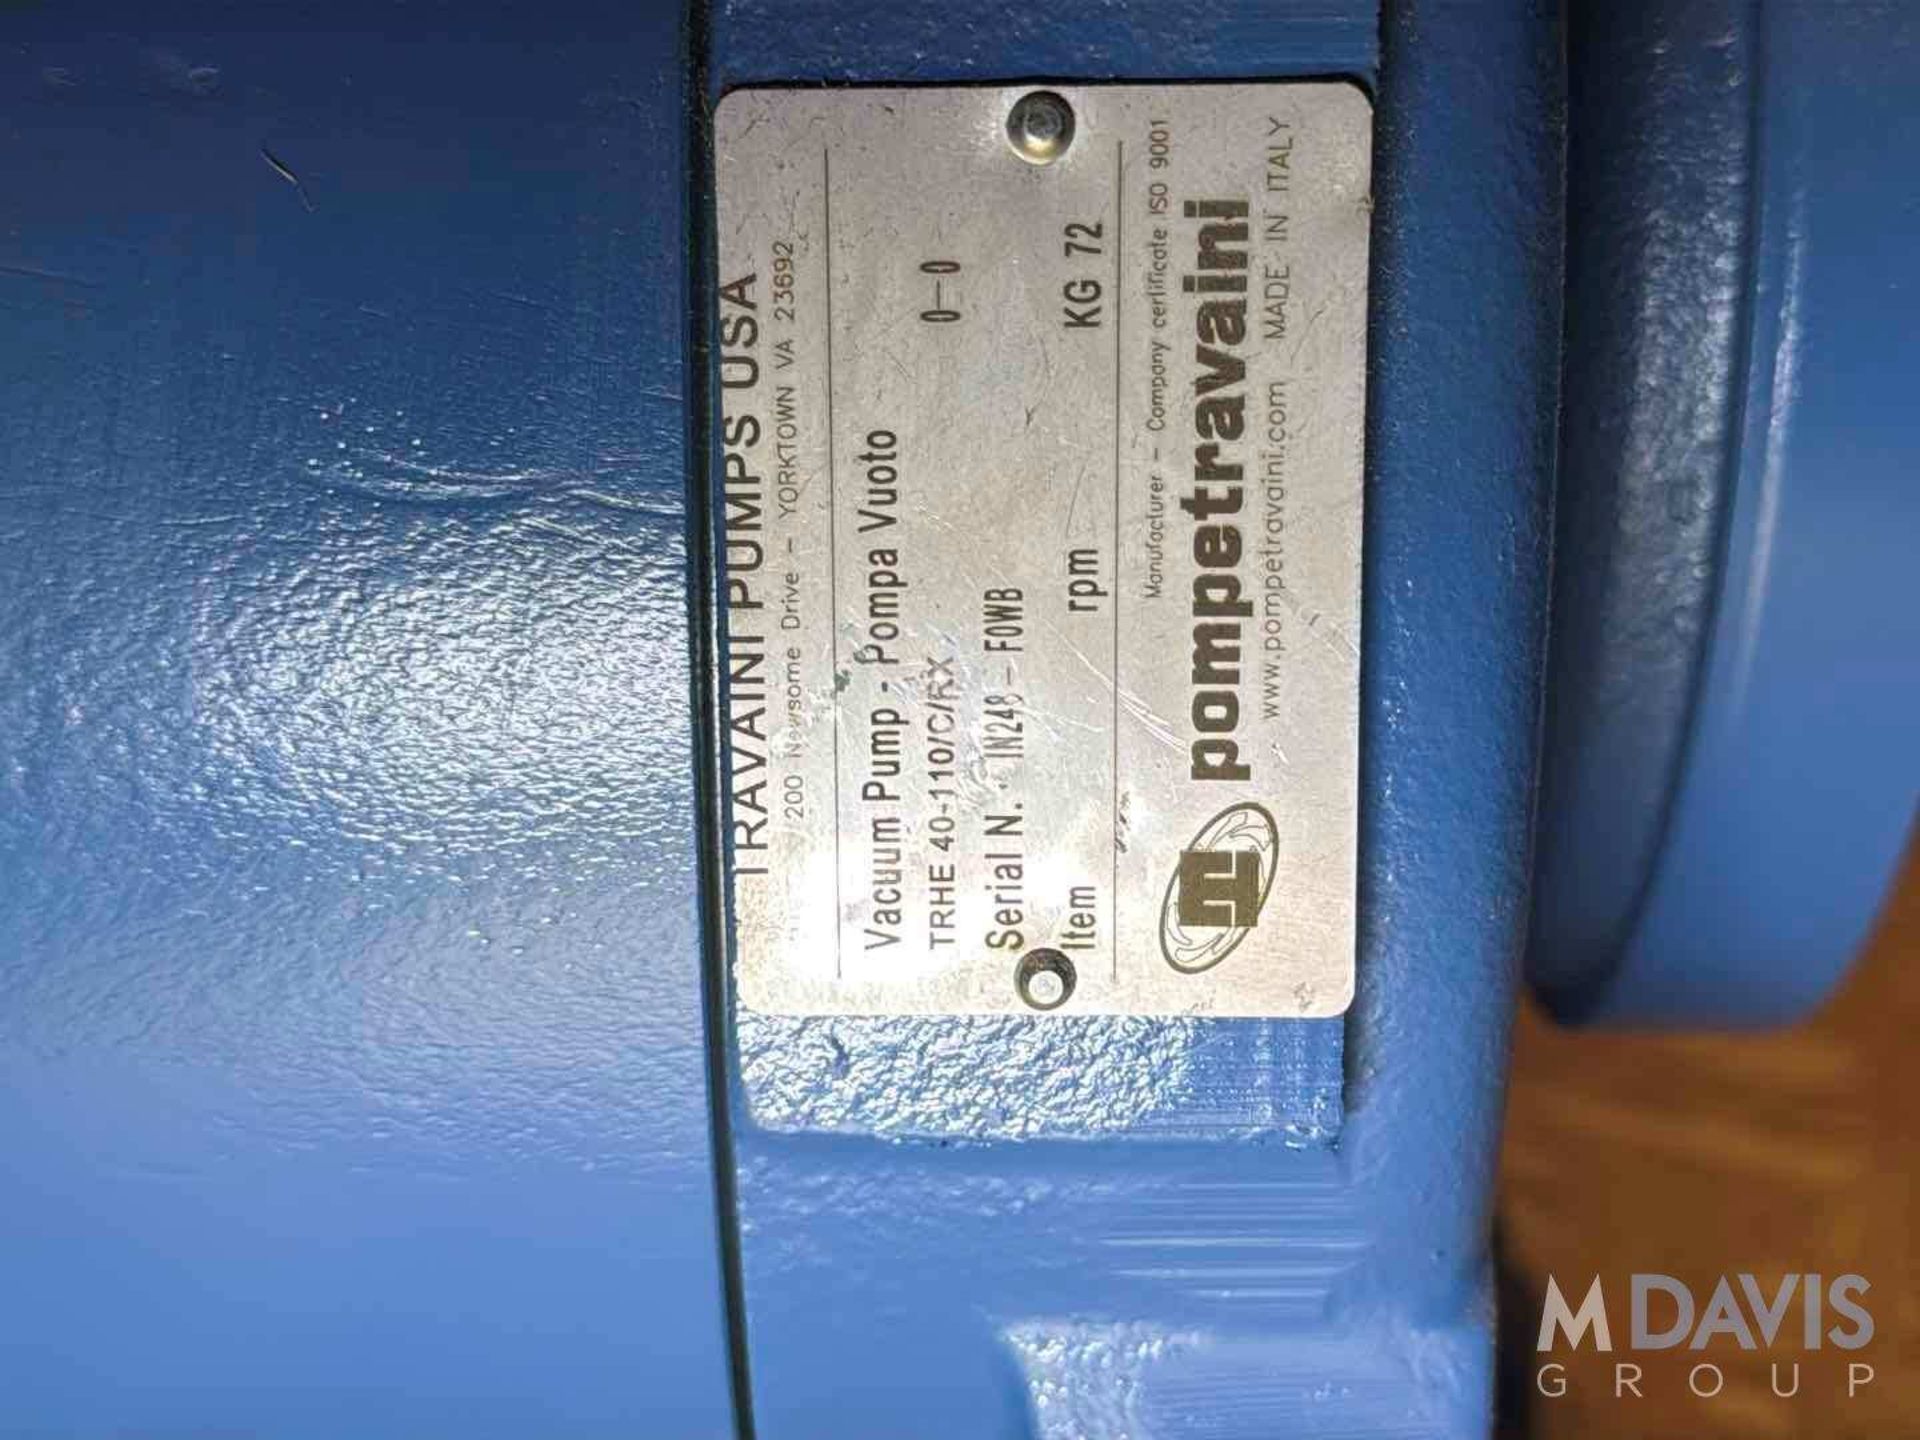 TRAVAINI PUMPS USA
200 Newsome Drive - YORKTOWN VA 23692
Vacuum Pump - Pompa Vuoto
TRHE 40-110/C/RX 0-0
Serial N. 1N248 - F0WB
Item rpm KG 72
Manufacturer - Company certificate ISO 9001
pompetravaini
www.pompetravaini.com MADE IN ITALY
M DAVIS
GROUP